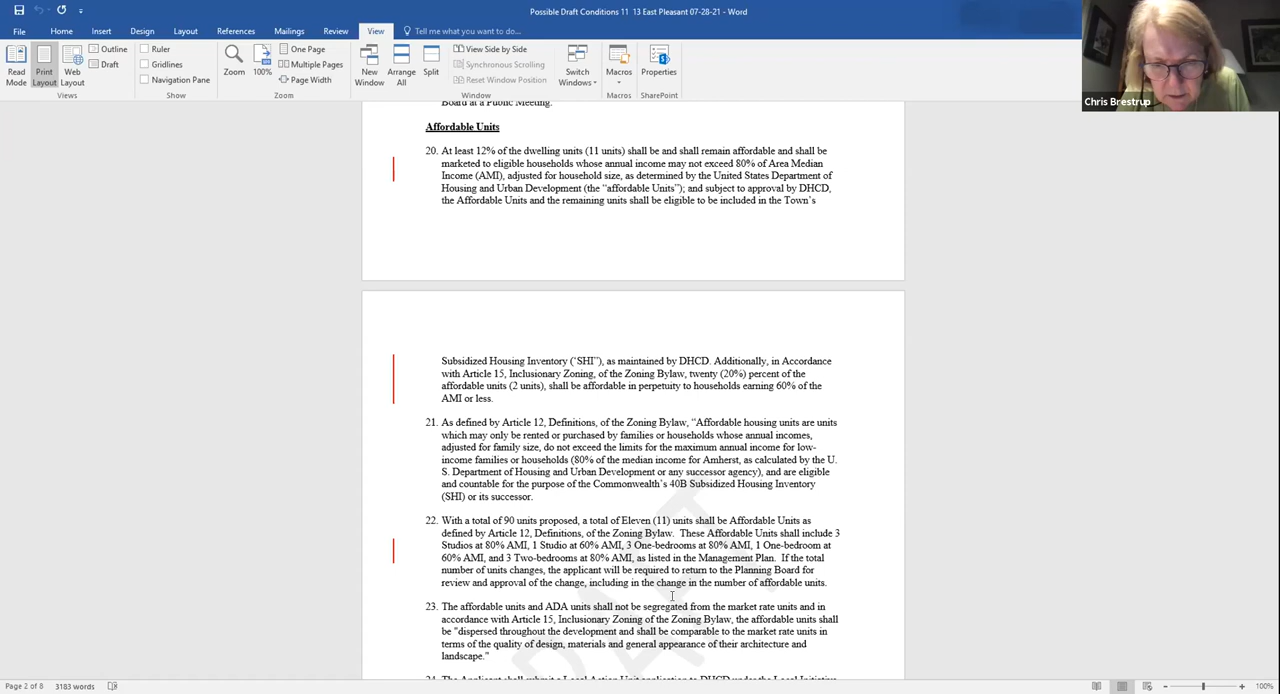 Possible Draft Conditions 11 13 East Pleasant 07-28-21 - Word
File Home Insert Design Layout References Mailings Review View Tell me what you want to do...
Read Mode
Print Layout
Web Layout
Outline
Draft
Views
Ruler
Gridlines
Navigation Pane
Show
Zoom
100%
One Page
Multiple Pages
Page Width
Zoom
New Window
Arrange All
Split
View Side by Side
Synchronous Scrolling
Reset Window Position
Window
Switch Windows
Macros
Macros
Properties
SharePoint
Chris Brestrup
Board at a Public Meeting.
Affordable Units
20. At least 12% of the dwelling units (11 units) shall be and shall remain affordable and shall be
marketed to eligible households whose annual income may not exceed 80% of Area Median
Income (AMI), adjusted for household size, as determined by the United States Department of
Housing and Urban Development (the “affordable Units”); and subject to approval by DHCD,
the Affordable Units and the remaining units shall be eligible to be included in the Town’s
Subsidized Housing Inventory (‘SHI”), as maintained by DHCD. Additionally, in Accordance
with Article 15, Inclusionary Zoning, of the Zoning Bylaw, twenty (20%) percent of the
affordable units (2 units), shall be affordable in perpetuity to households earning 60% of the
AMI or less.
21. As defined by Article 12, Definitions, of the Zoning Bylaw, “Affordable housing units are units
which may only be rented or purchased by families or households whose annual incomes,
adjusted for family size, do not exceed the limits for the maximum annual income for low-
income families or households (80% of the median income for Amherst, as calculated by the U.
S. Department of Housing and Urban Development or any successor agency), and are eligible
and countable for the purpose of the Commonwealth’s 40B Subsidized Housing Inventory
(SHI) or its successor.
22. With a total of 90 units proposed, a total of Eleven (11) units shall be Affordable Units as
defined by Article 12, Definitions, of the Zoning Bylaw. These Affordable Units shall include 3
Studios at 80% AMI, 1 Studio at 60% AMI, 3 One-bedrooms at 80% AMI, 1 One-bedroom at
60% AMI, and 3 Two-bedrooms at 80% AMI, as listed in the Management Plan. If the total
number of units changes, the applicant will be required to return to the Planning Board for
review and approval of the change, including in the change in the number of affordable units.
23. The affordable units and ADA units shall not be segregated from the market rate units and in
accordance with Article 15, Inclusionary Zoning of the Zoning Bylaw, the affordable units shall
be "dispersed throughout the development and shall be comparable to the market rate units in
terms of the quality of design, materials and general appearance of their architecture and
landscape."
24. The Applicant shall submit a Local Action Unit application to DHCD under the Local Initiative
DRAFT
Page 2 of 8 3183 words
100%